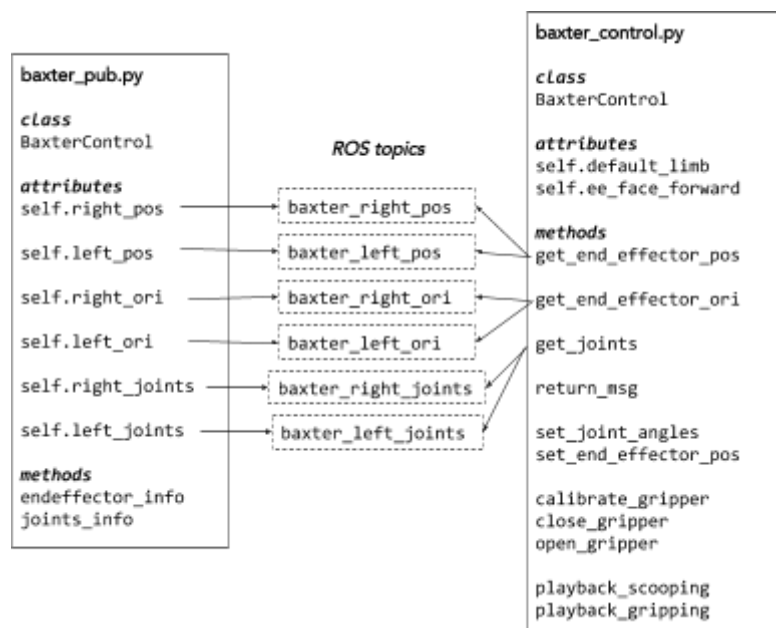 baxter_pub.py
class
BaxterControl
attributes
self.right_pos
self.left_pos
self.right_ori
self.left_ori
self.right_joints
self.left_joints
methods
endeffector_info
joints_info
ROS topics
baxter_right_pos
baxter_left_pos
baxter_right_ori
baxter_left_ori
baxter_right_joints
baxter_left_joints
baxter_control.py
class
BaxterControl
attributes
self.default_limb
self.ee_face_forward
methods
get_end_effector_pos
get_end_effector_ori
get_joints
return_msg
set_joint_angles
set_end_effector_pos
calibrate_gripper
close_gripper
open_gripper
playback_scooping
playback_gripping